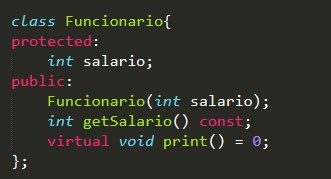 class Funcionario{
protected:
    int salario;
public:
    Funcionario(int salario);
    int getSalario() const;
    virtual void print() = 0;
};